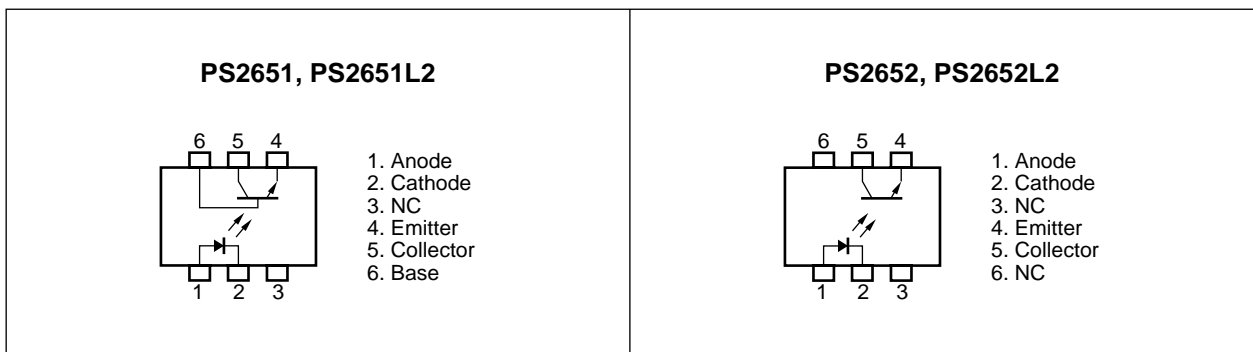 PS2651, PS2651L2
6 5 4
1. Anode
2. Cathode
3. NC
4. Emitter
5. Collector
6. Base
1 2 3
PS2652, PS2652L2
6 5 4
1. Anode
2. Cathode
3. NC
4. Emitter
5. Collector
6. NC
1 2 3